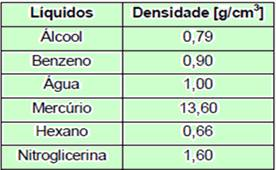 Líquidos Densidade [g/cm³]
Álcool 0,79
Benzeno 0,90
Água 1,00
Mercúrio 13,60
Hexano 0,66
Nitroglicerina 1,60